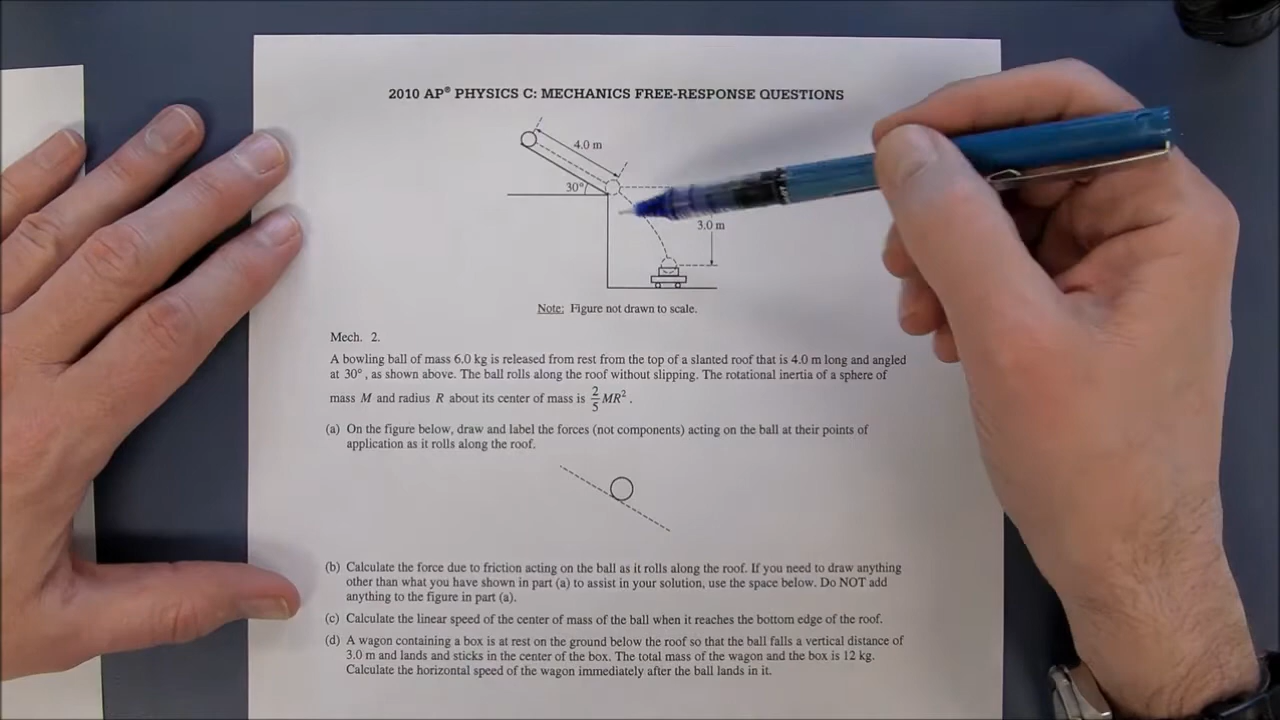 2010 AP® PHYSICS C: MECHANICS FREE-RESPONSE QUESTIONS
4.0 m
30°
3.0 m
Note: Figure not drawn to scale.
Mech. 2.
A bowling ball of mass 6.0 kg is released from rest from the top of a slanted roof that is 4.0 m long and angled
at 30°, as shown above. The ball rolls along the roof without slipping. The rotational inertia of a sphere of
mass M and radius R about its center of mass is 2/5 MR².
(a) On the figure below, draw and label the forces (not components) acting on the ball at their points of
application as it rolls along the roof.
(b) Calculate the force due to friction acting on the ball as it rolls along the roof. If you need to draw anything
other than what you have shown in part (a) to assist in your solution, use the space below. Do NOT add
anything to the figure in part (a).
(c) Calculate the linear speed of the center of mass of the ball when it reaches the bottom edge of the roof.
(d) A wagon containing a box is at rest on the ground below the roof so that the ball falls a vertical distance of
3.0 m and lands and sticks in the center of the box. The total mass of the wagon and the box is 12 kg.
Calculate the horizontal speed of the wagon immediately after the ball lands in it.